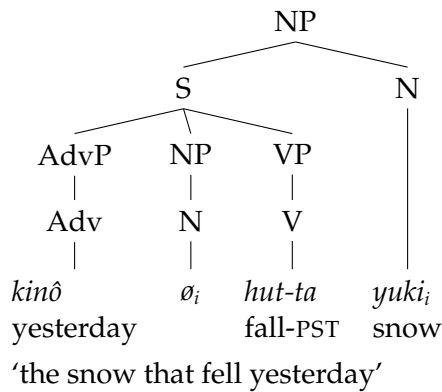 NP
S N
AdvP NP VP
Adv N V
kinô øᵢ hut-ta yukiᵢ
yesterday fall-PST snow
‘the snow that fell yesterday’